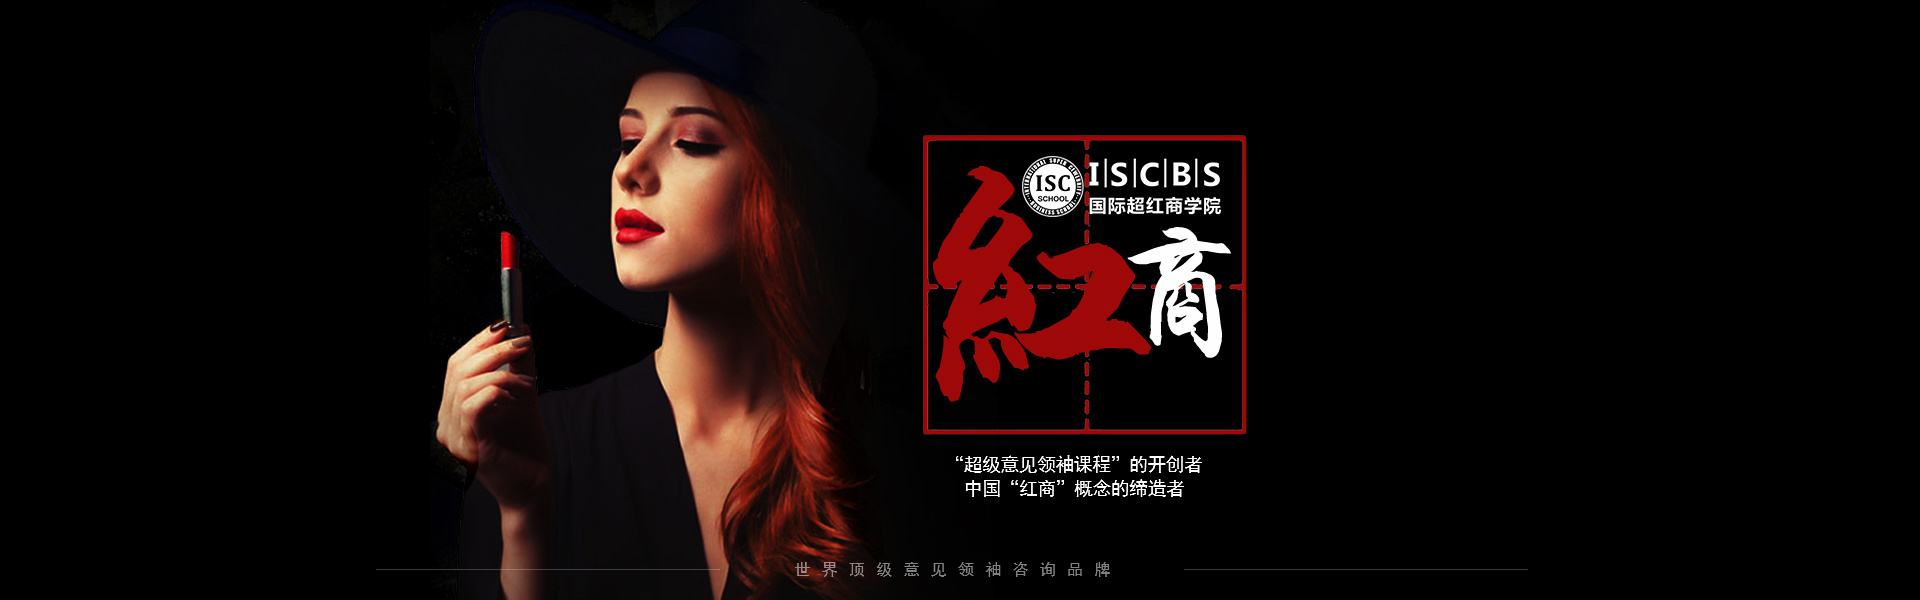 INTERNATIONAL SUPER CEWEBRITY
ISC
SCHOOL
BUSINESS SCHOOL
I|S|C|B|S
国际超红商学院
紅商
“超级意见领袖课程”的开创者
中国“红商”概念的缔造者
世界顶级意见领袖咨询品牌